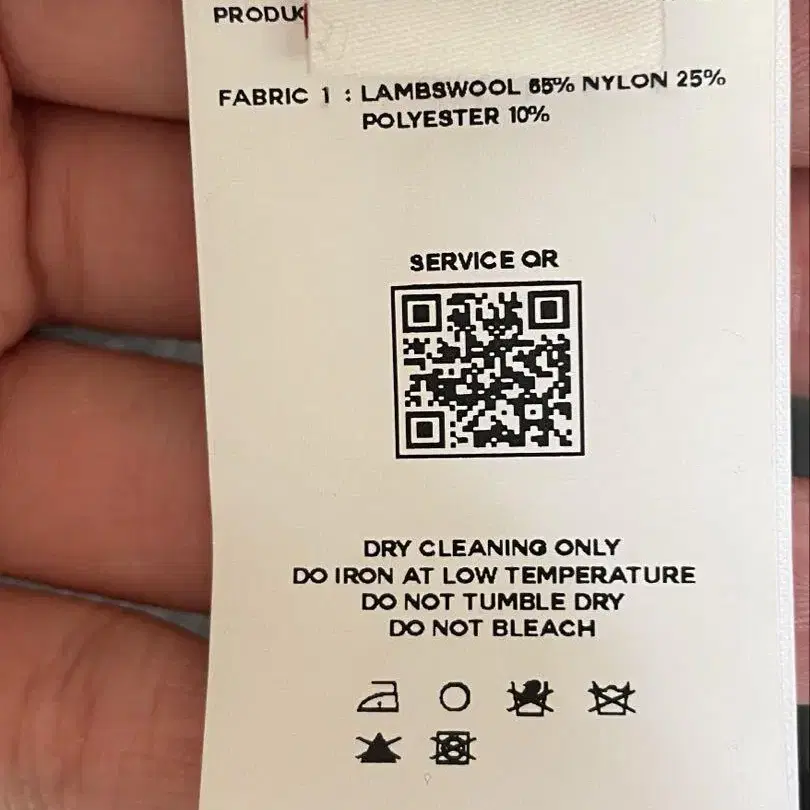 PRODUK
FABRIC 1 : LAMBSWOOL 65% NYLON 25%
POLYESTER 10%
SERVICE QR
DRY CLEANING ONLY
DO IRON AT LOW TEMPERATURE
DO NOT TUMBLE DRY
DO NOT BLEACH